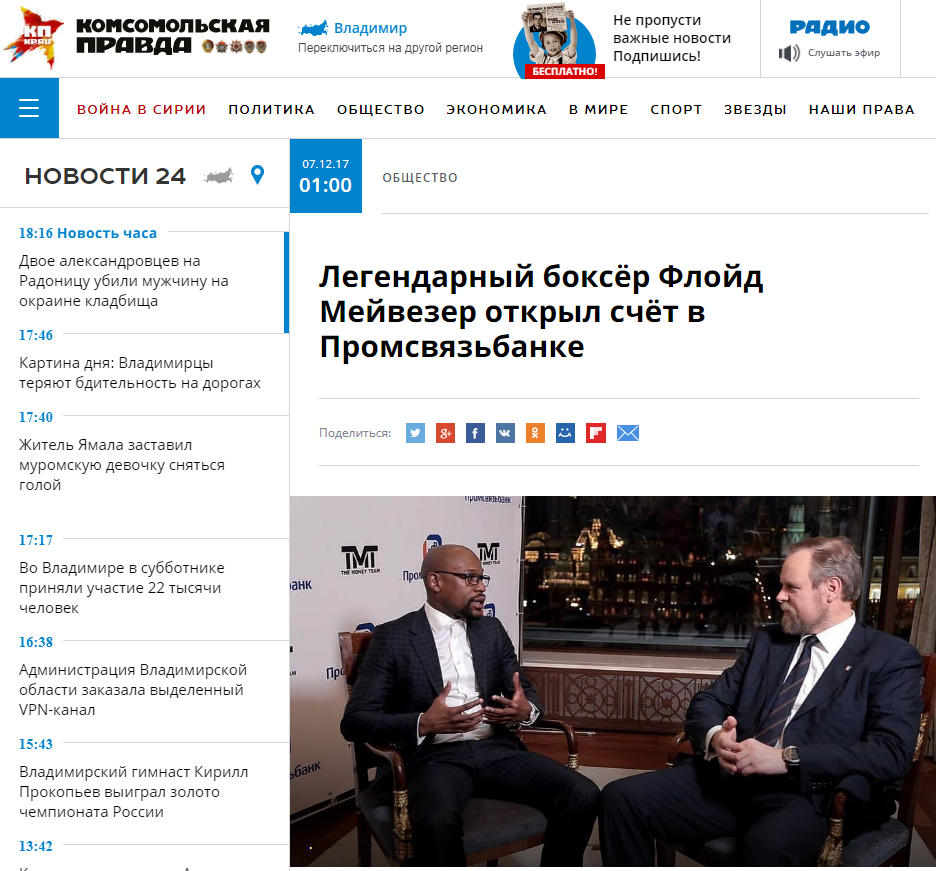 КП
KP.RU
КОМСОМОЛЬСКАЯ
ПРАВДА
Владимир
Переключиться на другой регион
БЕСПЛАТНО!
Не пропусти
важные новости
Подпишись!
РАДИО
Слушать эфир
ВОЙНА В СИРИИ ПОЛИТИКА ОБЩЕСТВО ЭКОНОМИКА В МИРЕ СПОРТ ЗВЕЗДЫ НАШИ ПРАВА
НОВОСТИ 24
18:16 Новость часа
Двое александровцев на
Радоницу убили мужчину на
окраине кладбища
17:46
Картина дня: Владимирцы
теряют бдительность на дорогах
17:40
Житель Ямала заставил
муромскую девочку сняться
голой
17:17
Во Владимире в субботнике
приняли участие 22 тысячи
человек
16:38
Администрация Владимирской
области заказала выделенный
VPN-канал
15:43
Владимирский гимнаст Кирилл
Прокопьев выиграл золото
чемпионата России
13:42
07.12.17
01:00
ОБЩЕСТВО
Легендарный боксёр Флойд
Мейвезер открыл счёт в
Промсвязьбанке
Поделиться:
Промсвязьбанк
TMT
THE MONEY TEAM
TMT